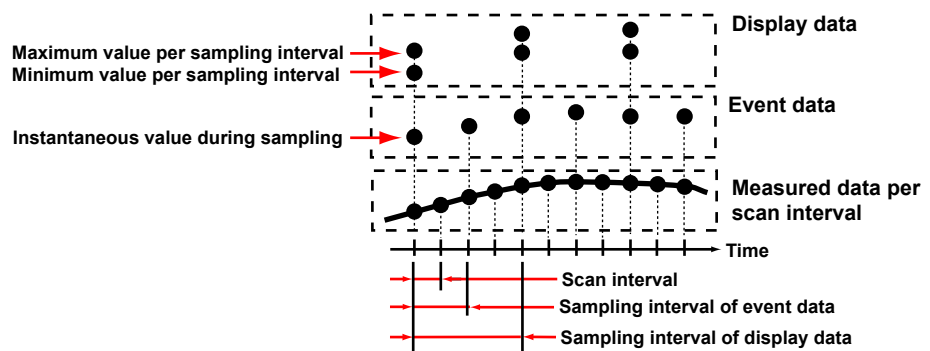 Display data
Maximum value per sampling interval
Minimum value per sampling interval
Event data
Instantaneous value during sampling
Measured data per
scan interval
Time
Scan interval
Sampling interval of event data
Sampling interval of display data